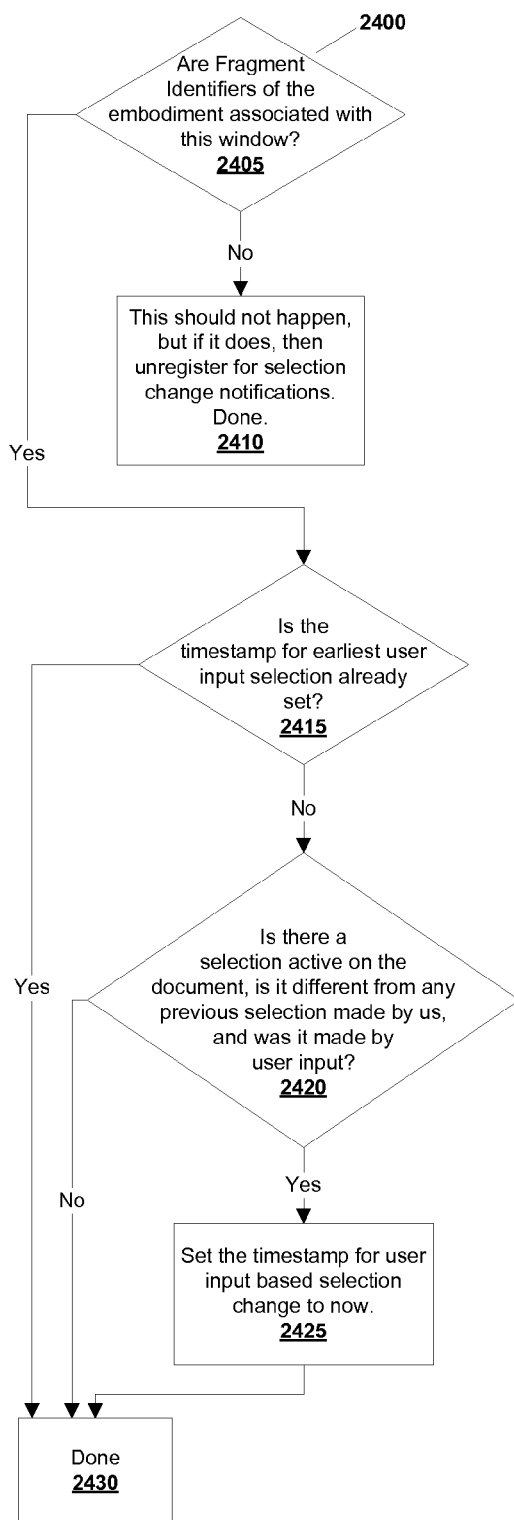 2400
Are Fragment
Identifiers of the
embodiment associated with
this window?
2405
No
This should not happen,
but if it does, then
unregister for selection
change notifications.
Done.
2410
Yes
Is the
timestamp for earliest user
input selection already
set?
2415
No
Is there a
selection active on the
document, is it different from any
previous selection made by us,
and was it made by
user input?
2420
Yes
Yes
No
Set the timestamp for user
input based selection
change to now.
2425
Done
2430